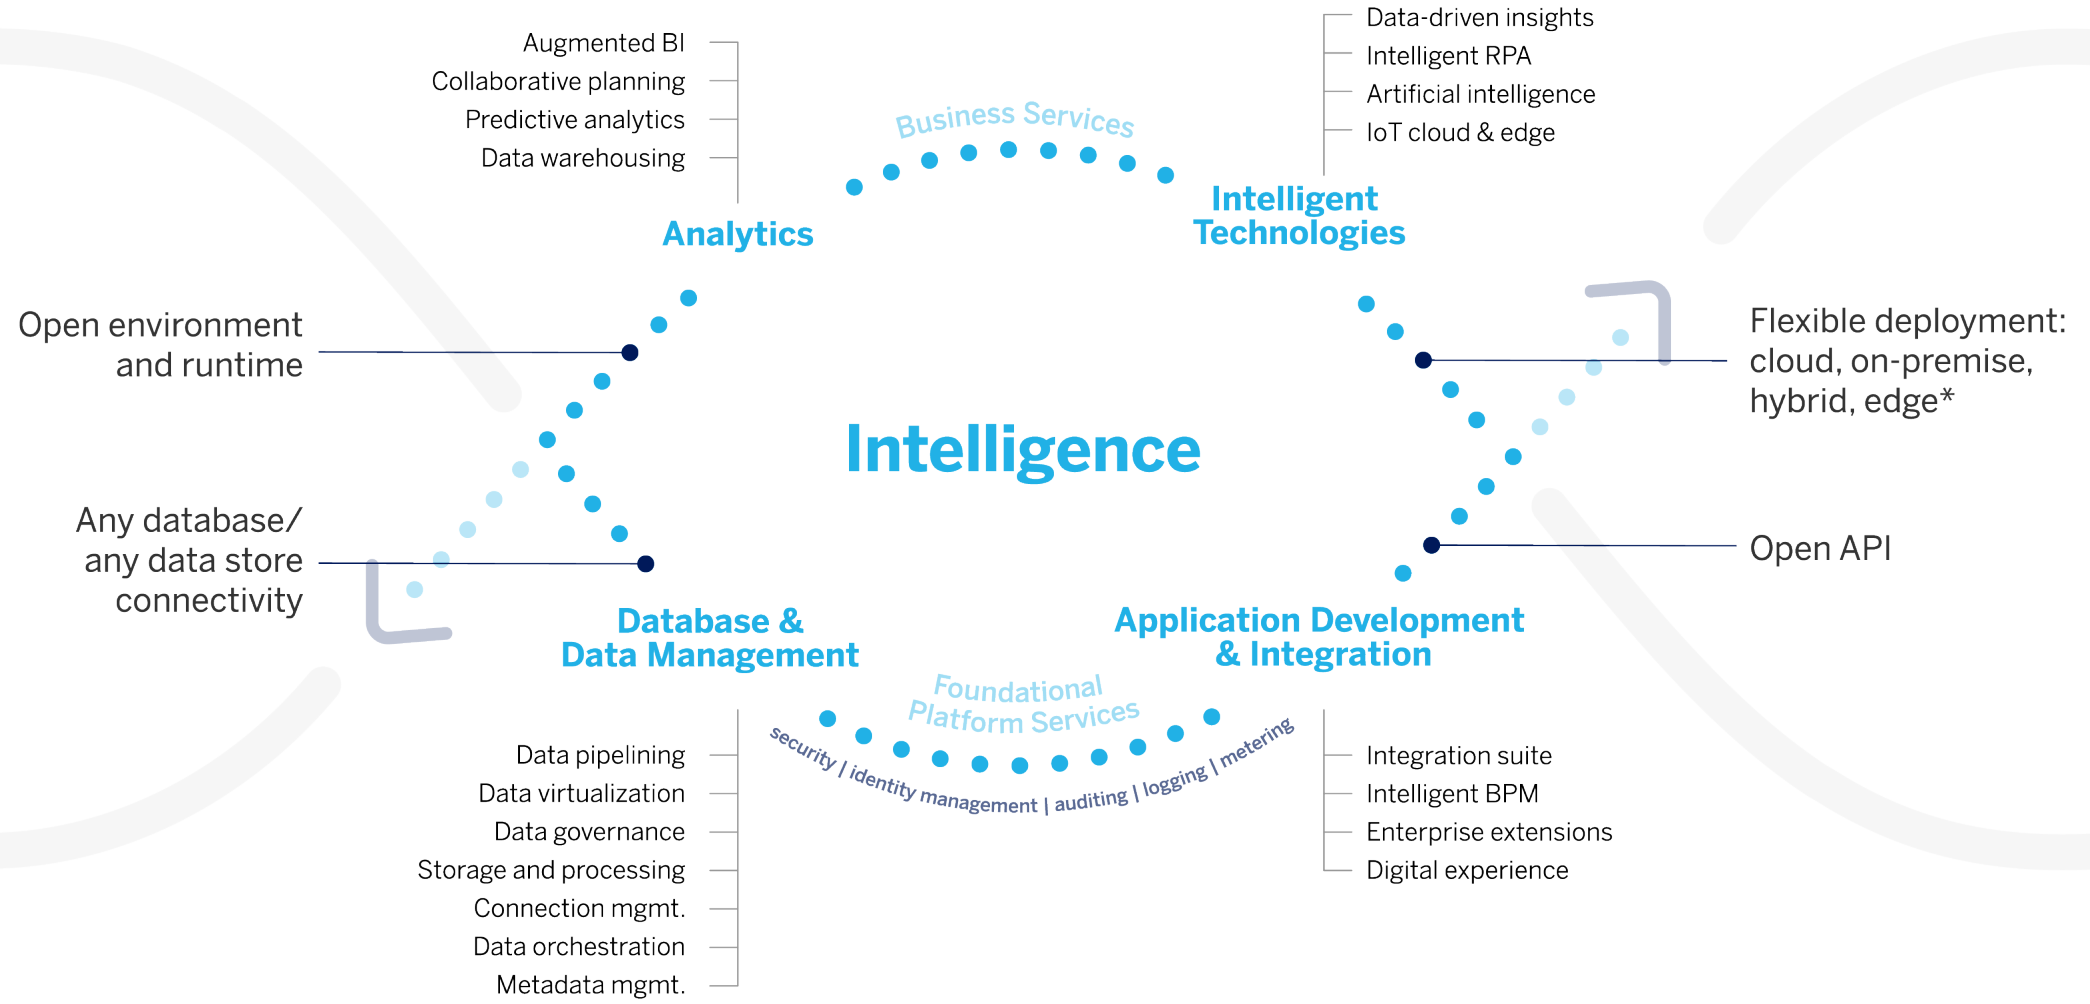 Augmented BI
Collaborative planning
Predictive analytics
Data warehousing
Analytics
Business Services
Data-driven insights
Intelligent RPA
Artificial intelligence
IoT cloud & edge
Intelligent
Technologies
Open environment
and runtime
Flexible deployment:
cloud, on-premise,
hybrid, edge*
Intelligence
Any database/
any data store
connectivity
Open API
Database &
Data Management
Application Development
& Integration
Foundational
Platform Services
security | identity management | auditing | logging | metering
Data pipelining
Data virtualization
Data governance
Storage and processing
Connection mgmt.
Data orchestration
Metadata mgmt.
Integration suite
Intelligent BPM
Enterprise extensions
Digital experience